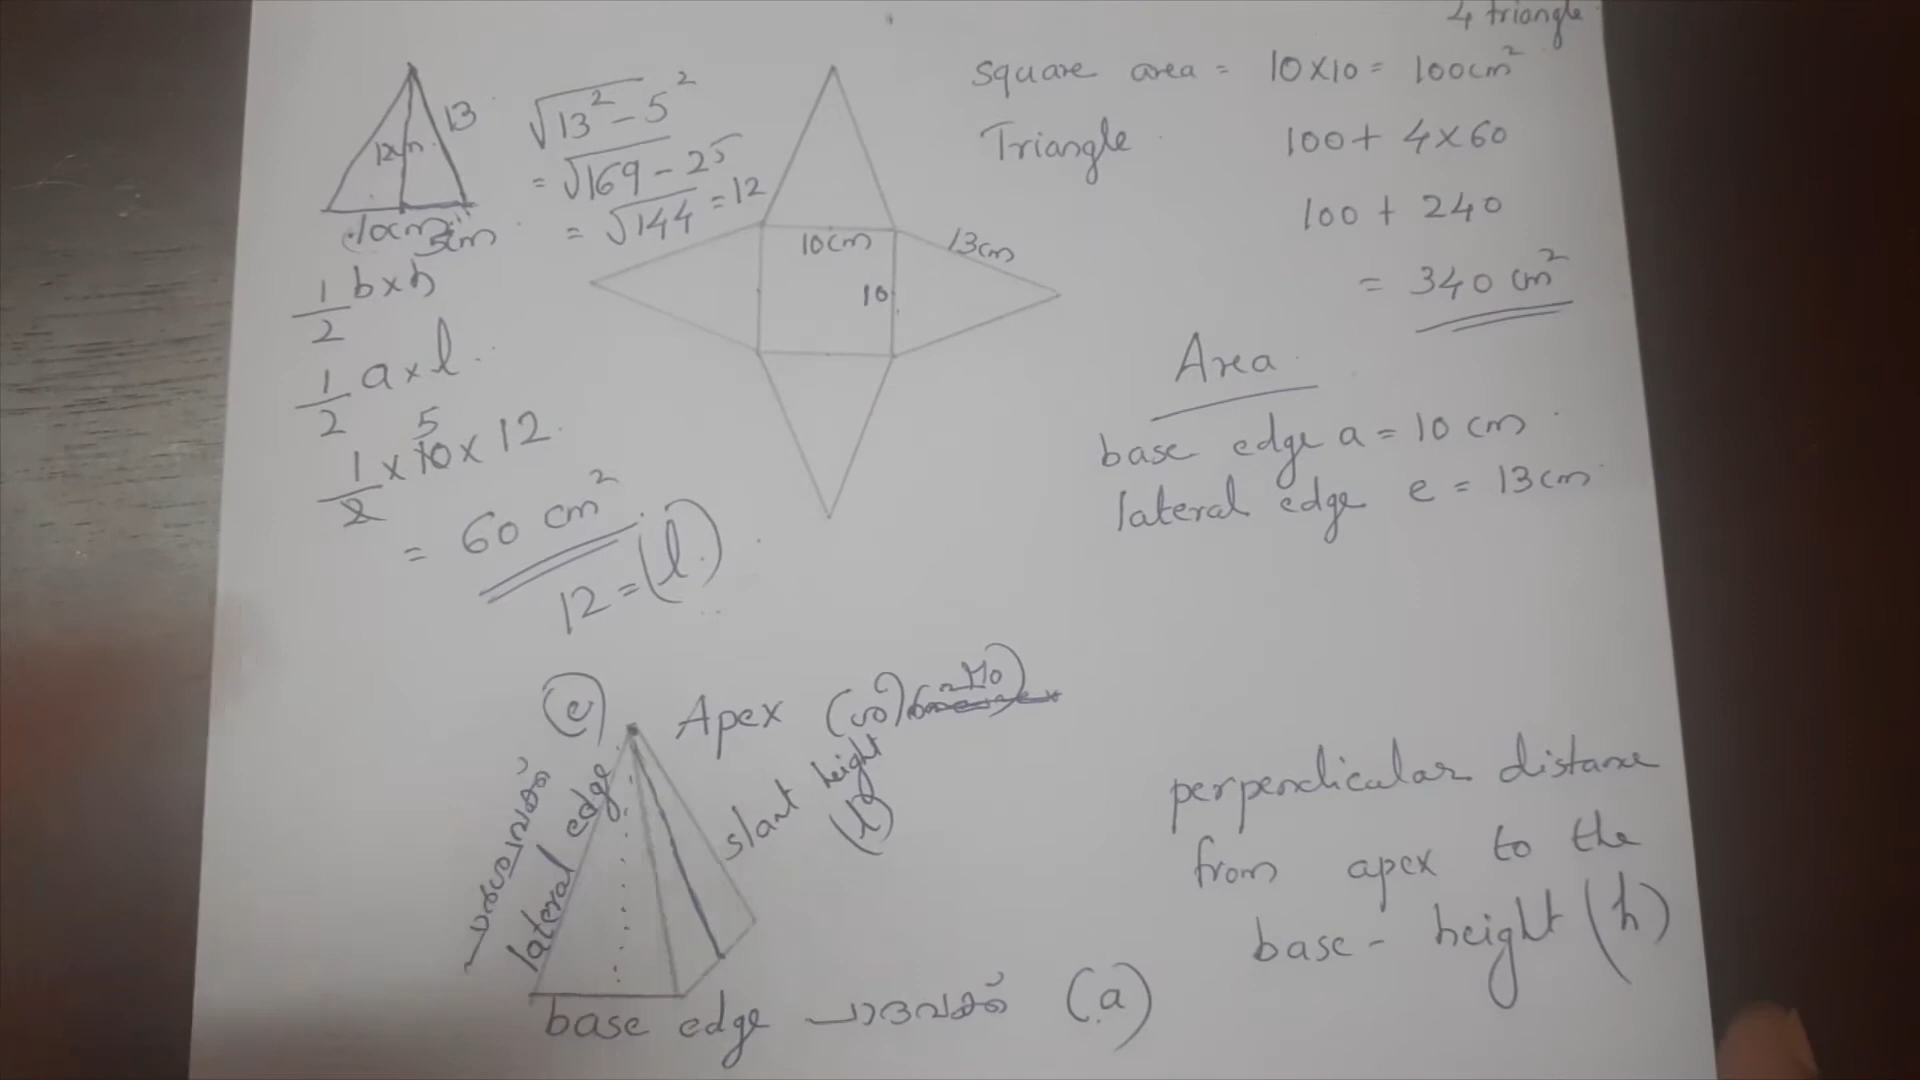 4 triangle
Square area = 10×10 = 100cm²
Triangle
100 + 4×60
100 + 240
= 340 cm²
13
12
10cm
5cm
√13² - 5²
= √169 - 25
= √144 = 12
1/2 b×h
1/2 a×l
1/2 × 10 × 12
5
= 60 cm²
12 = (l)
10cm
13cm
10
Area
base edge a = 10 cm
lateral edge e = 13cm
(e)
Apex
lateral edge
slant height
(l)
base edge പാദവക്ക് (a)
perpendicular distance
from apex to the
base - height (h)